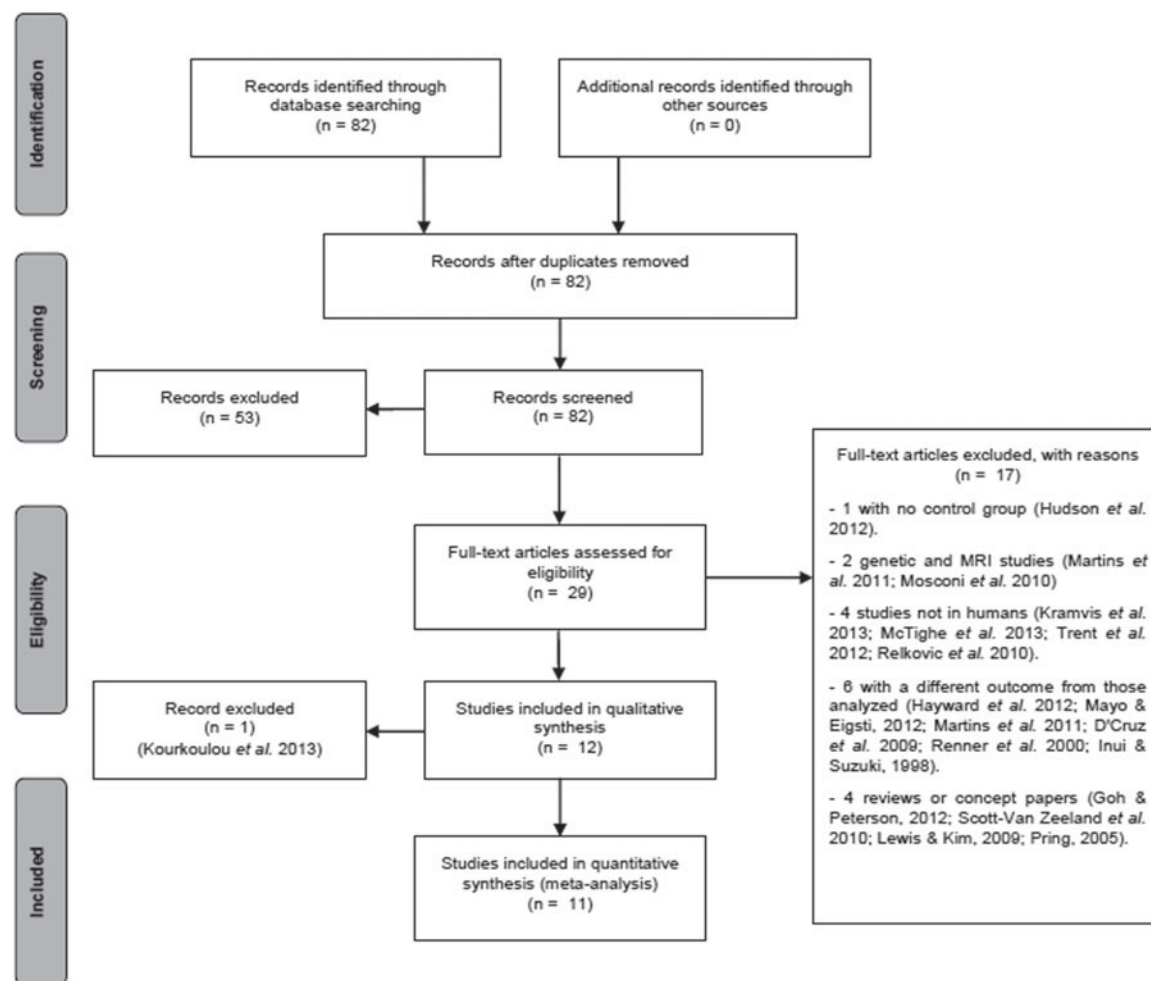 Identification
Records identified through
database searching
(n = 82)
Additional records identified through
other sources
(n = 0)
Screening
Records after duplicates removed
(n = 82)
Records excluded
(n = 53)
Records screened
(n = 82)
Eligibility
Full-text articles assessed for
eligibility
(n = 29)
Full-text articles excluded, with reasons
(n = 17)
- 1 with no control group (Hudson et al.
2012).
- 2 genetic and MRI studies (Martins et
al. 2011; Mosconi et al. 2010)
- 4 studies not in humans (Kramvis et al.
2013; McTighe et al. 2013; Trent et al.
2012; Relkovic et al. 2010).
- 6 with a different outcome from those
analyzed (Hayward et al. 2012; Mayo &
Eigsti, 2012; Martins et al. 2011; D'Cruz
et al. 2009; Renner et al. 2000; Inui &
Suzuki, 1998).
- 4 reviews or concept papers (Goh &
Peterson, 2012; Scott-Van Zeeland et al.
2010; Lewis & Kim, 2009; Pring, 2005).
Record excluded
(n = 1)
(Kourkoulou et al. 2013)
Studies included in qualitative
synthesis
(n = 12)
Included
Studies included in quantitative
synthesis (meta-analysis)
(n = 11)